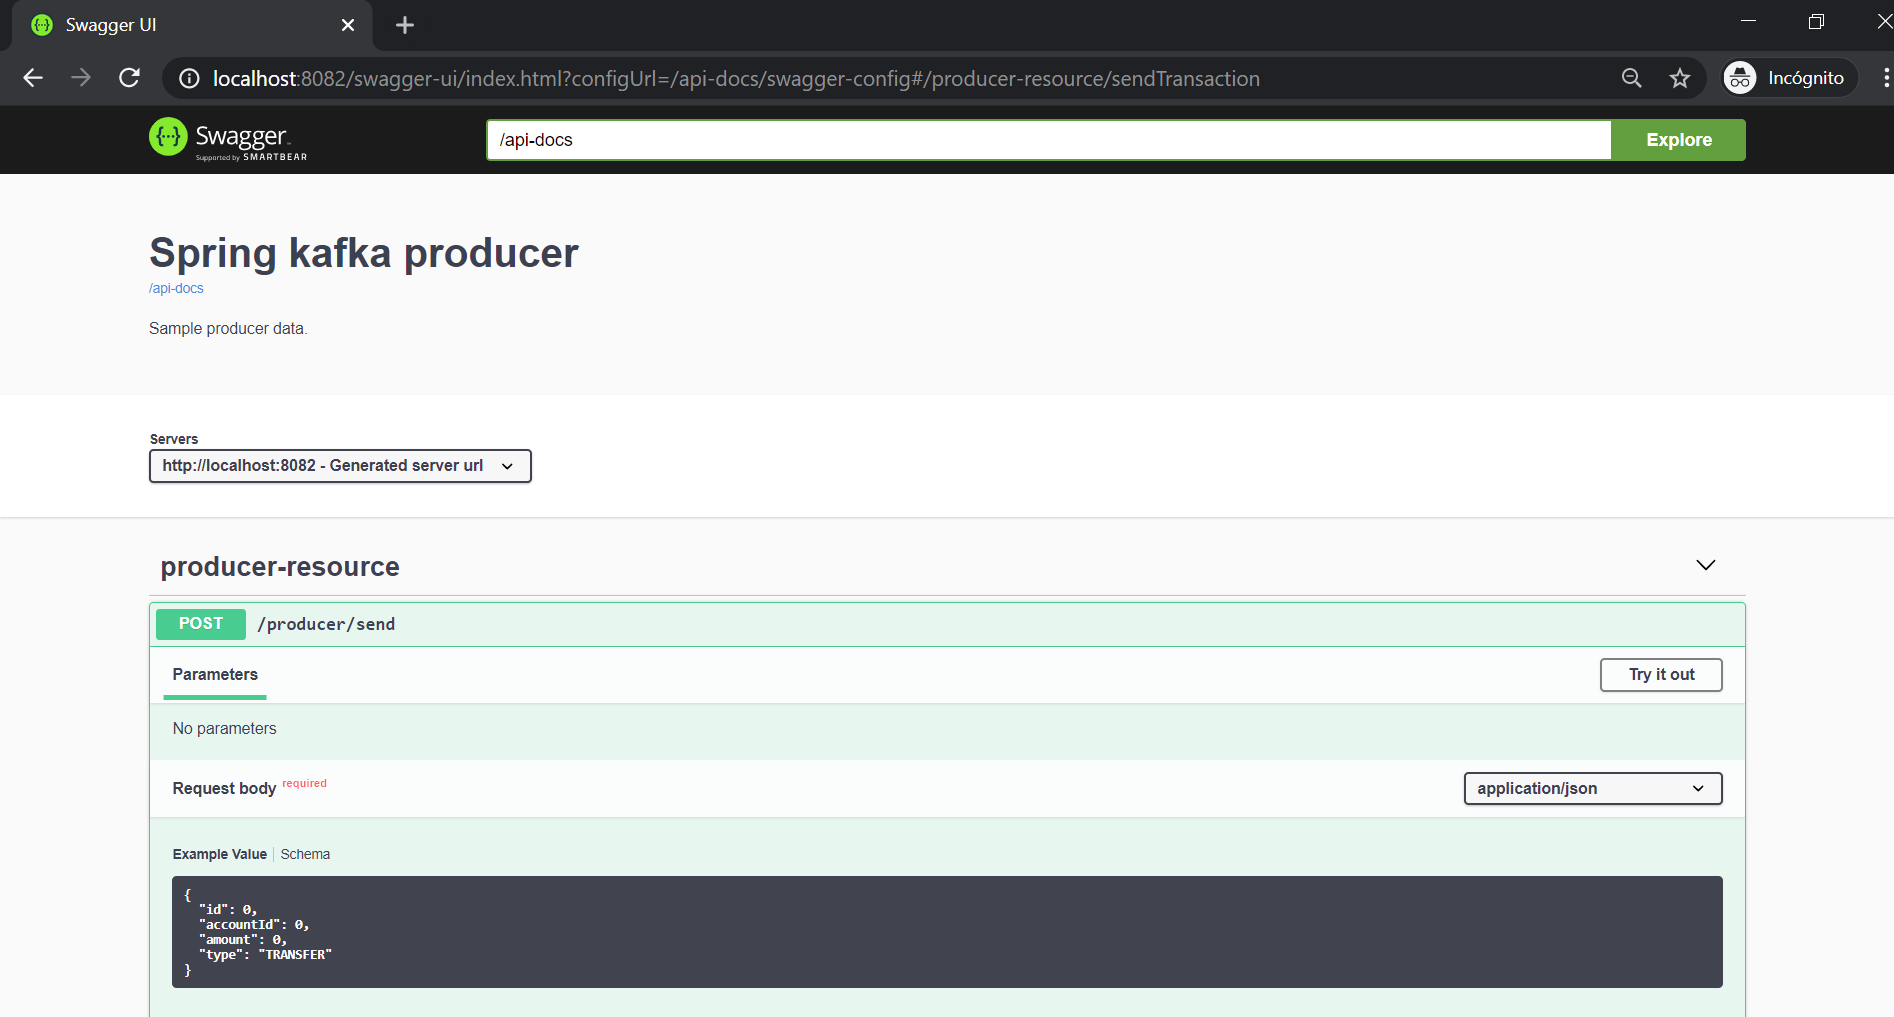 Swagger UI
localhost:8082/swagger-ui/index.html?configUrl=/api-docs/swagger-config#/producer-resource/sendTransaction
Incógnito
Swagger
Supported by SMARTBEAR
/api-docs
Explore
Spring kafka producer
/api-docs
Sample producer data.
Servers
http://localhost:8082 - Generated server url
producer-resource
POST /producer/send
Parameters
Try it out
No parameters
Request body required
application/json
Example Value Schema
{
"id": 0,
"accountId": 0,
"amount": 0,
"type": "TRANSFER"
}